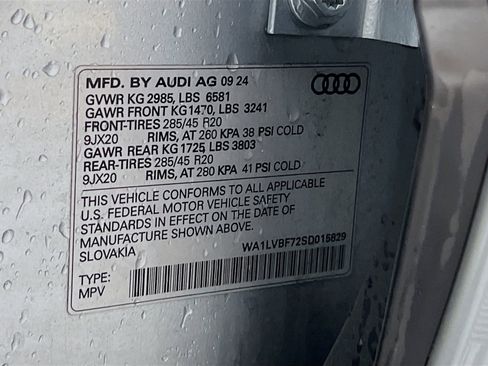 MFD. BY AUDI AG 09 24
GVWR KG 2985, LBS 6581
GAWR FRONT KG1470, LBS 3241
FRONT-TIRES 285/45 R20
9JX20 RIMS, AT 260 KPA 38 PSI COLD
GAWR REAR KG 1725, LBS 3803
REAR-TIRES 285/45 R20
9JX20 RIMS, AT 280 KPA 41 PSI COLD
THIS VEHICLE CONFORMS TO ALL APPLICABLE
U.S. FEDERAL MOTOR VEHICLE SAFETY
STANDARDS IN EFFECT ON THE DATE OF
MANUFACTURE SHOWN ABOVE.
SLOVAKIA WA1LVBF72SD015829
TYPE:
MPV